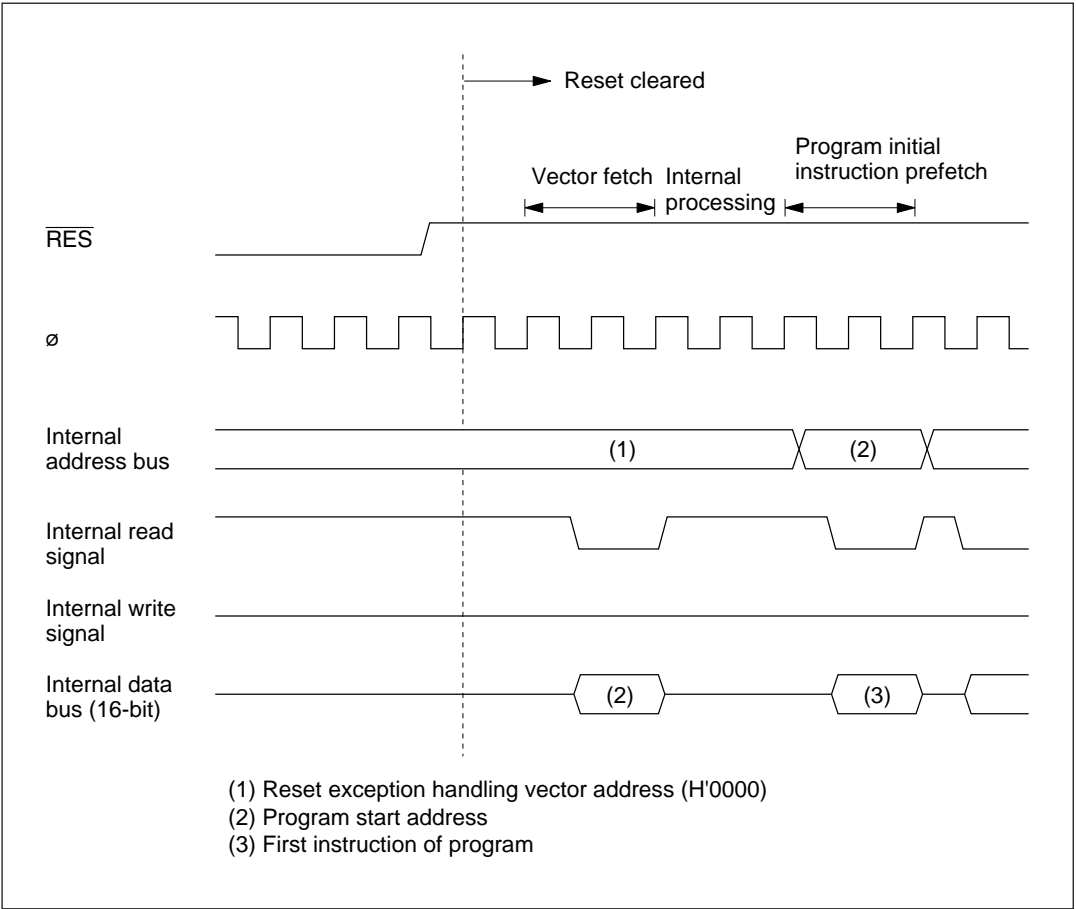 Reset cleared
Program initial
Vector fetch Internal instruction prefetch
processing
RES
ø
Internal
address bus
(1) (2)
Internal read
signal
Internal write
signal
Internal data
bus (16-bit)
(2) (3)
(1) Reset exception handling vector address (H'0000)
(2) Program start address
(3) First instruction of program